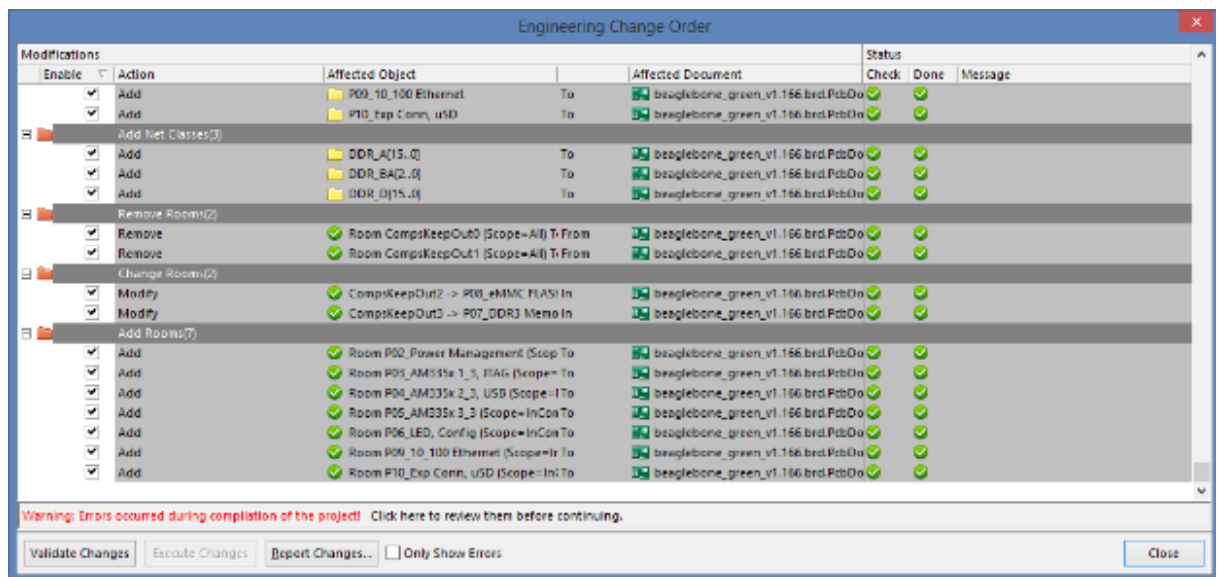 Engineering Change Order
Modifications Status
Enable Action Affected Object Affected Document Check Done Message
Add P09_10_100 Ethernet To beaglebone_green_v1.166.brd.PcbDo
Add P10_Exp Conn, uSD To beaglebone_green_v1.166.brd.PcbDo
Add Net Classes(3)
Add DDR_A[15..0] To beaglebone_green_v1.166.brd.PcbDo
Add DDR_BA[2..0] To beaglebone_green_v1.166.brd.PcbDo
Add DDR_D[15..0] To beaglebone_green_v1.166.brd.PcbDo
Remove Rooms(2)
Remove Room CompsKeepOut0 (Scope=All) T From beaglebone_green_v1.166.brd.PcbDo
Remove Room CompsKeepOut1 (Scope=All) T From beaglebone_green_v1.166.brd.PcbDo
Change Rooms(2)
Modify CompsKeepOut2 -> P08_eMMC FLASH In beaglebone_green_v1.166.brd.PcbDo
Modify CompsKeepOut3 -> P07_DDR3 Memo In beaglebone_green_v1.166.brd.PcbDo
Add Rooms(7)
Add Room P02_Power Management (Scop To beaglebone_green_v1.166.brd.PcbDo
Add Room P03_AM335x 1_3, JTAG (Scope= To beaglebone_green_v1.166.brd.PcbDo
Add Room P04_AM335x 2_3, USB (Scope=I To beaglebone_green_v1.166.brd.PcbDo
Add Room P05_AM335x 3_3 (Scope=InCon To beaglebone_green_v1.166.brd.PcbDo
Add Room P06_LED, Config (Scope=InCon To beaglebone_green_v1.166.brd.PcbDo
Add Room P09_10_100 Ethernet (Scope=Ir To beaglebone_green_v1.166.brd.PcbDo
Add Room P10_Exp Conn, uSD (Scope=InC To beaglebone_green_v1.166.brd.PcbDo
Warning: Errors occurred during compilation of the project! Click here to review them before continuing.
Validate Changes Execute Changes Report Changes... Only Show Errors Close